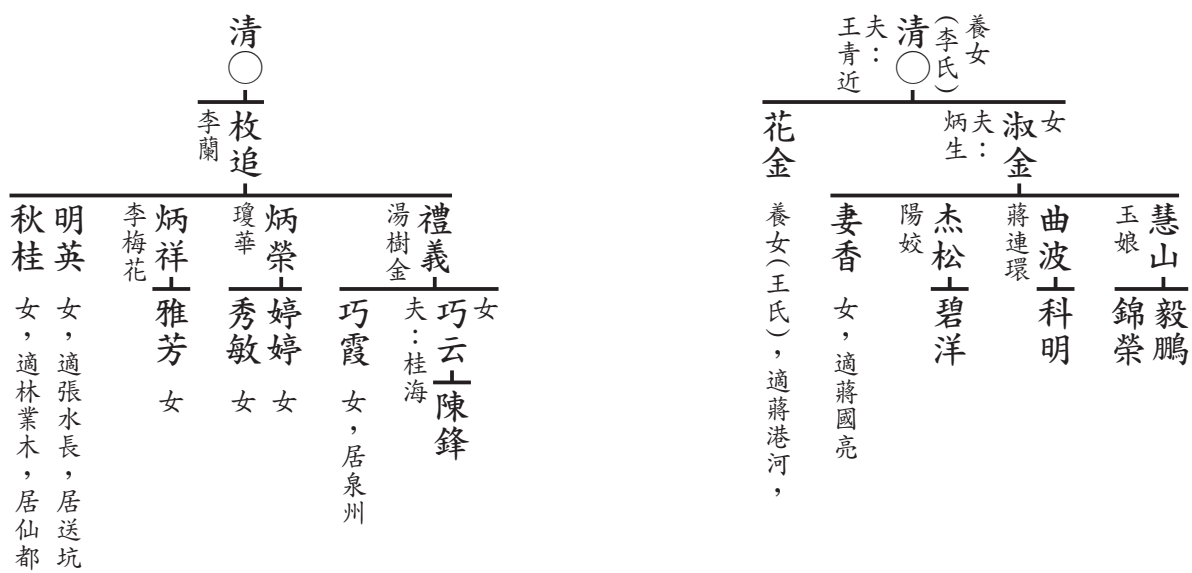 養女
(李氏)
清○
夫：
王青近
女
淑金
夫：
炳生
花金
養女(王氏)，適蔣港河，
慧山
玉娘
曲波
蔣連環
杰松
陽姣
妻香
女，適蔣國亮
毅鵬
錦榮
科明
碧洋
清○
枚追
李蘭
禮義
湯樹金
炳榮
瓊華
炳祥
李梅花
明英
女，適張水長，居送坑
秋桂
女，適林業木，居仙都
女
巧云
夫：桂海
陳鋒
巧霞
女，居泉州
婷婷
女
秀敏
女
雅芳
女